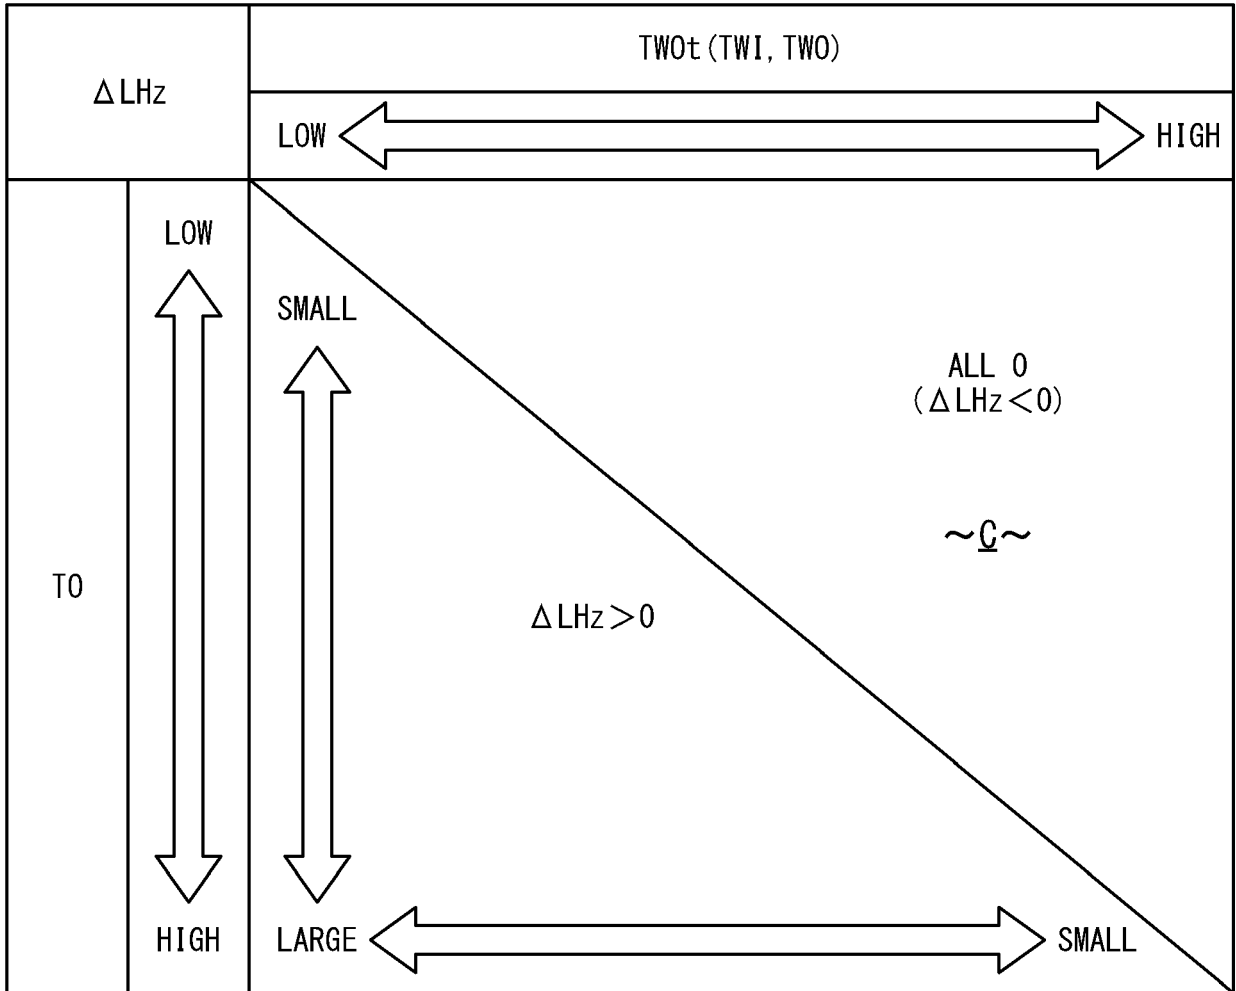 ΔLHz
TWOt(TWI, TWO)
LOW
HIGH
TO
LOW
HIGH
SMALL
LARGE
SMALL
ALL 0
(ΔLHz<0)
~C~
ΔLHz>0